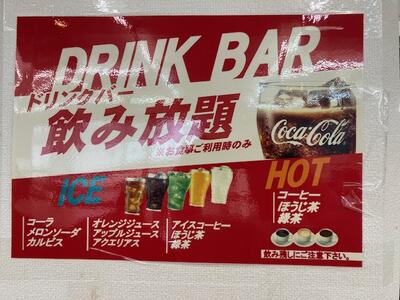 DRINK BAR
ドリンクバー
飲み放題
※お食事ご利用時のみ
Coca-Cola
ICE
HOT
コーラ
メロンソーダ
カルピス
オレンジジュース
アップルジュース
アクエリアス
アイスコーヒー
ほうじ茶
緑茶
コーヒー
ほうじ茶
緑茶
飲み残しにご注意下さい。